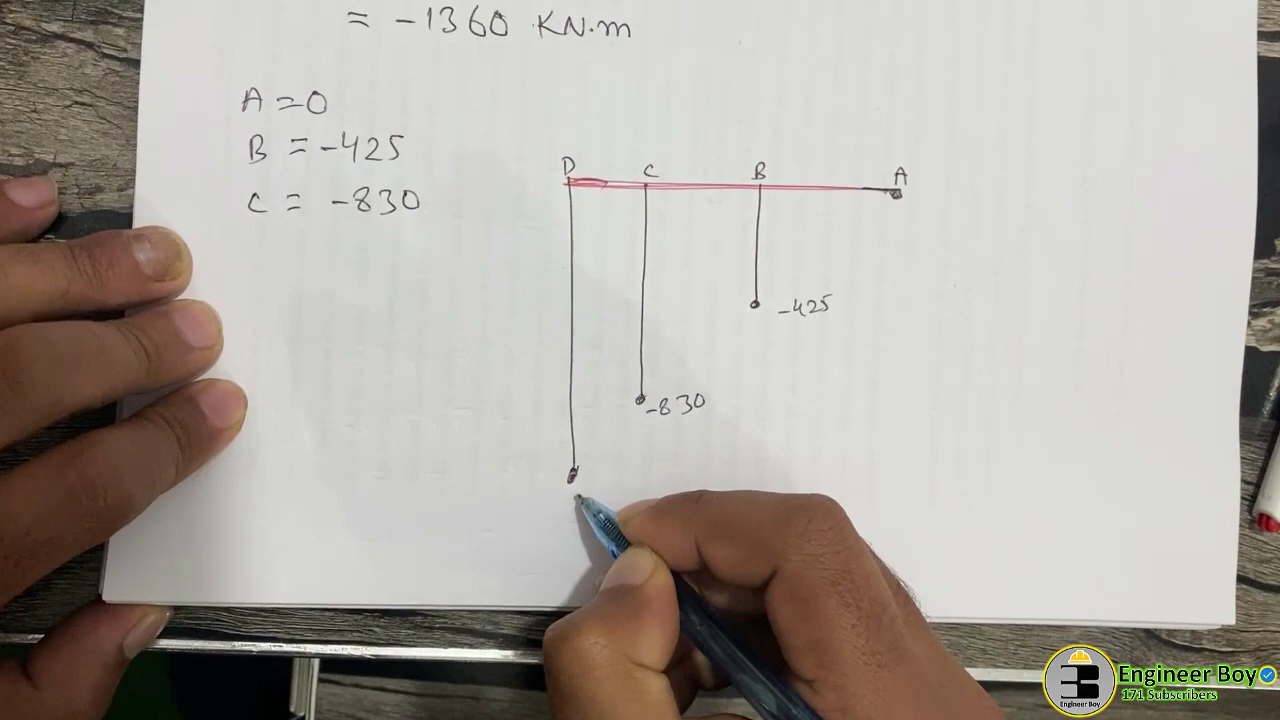 = -1360 KN.m
A = 0
B = -425
C = -830
D C B A
-425
-830
Engineer Boy
Engineer Boy
171 Subscribers